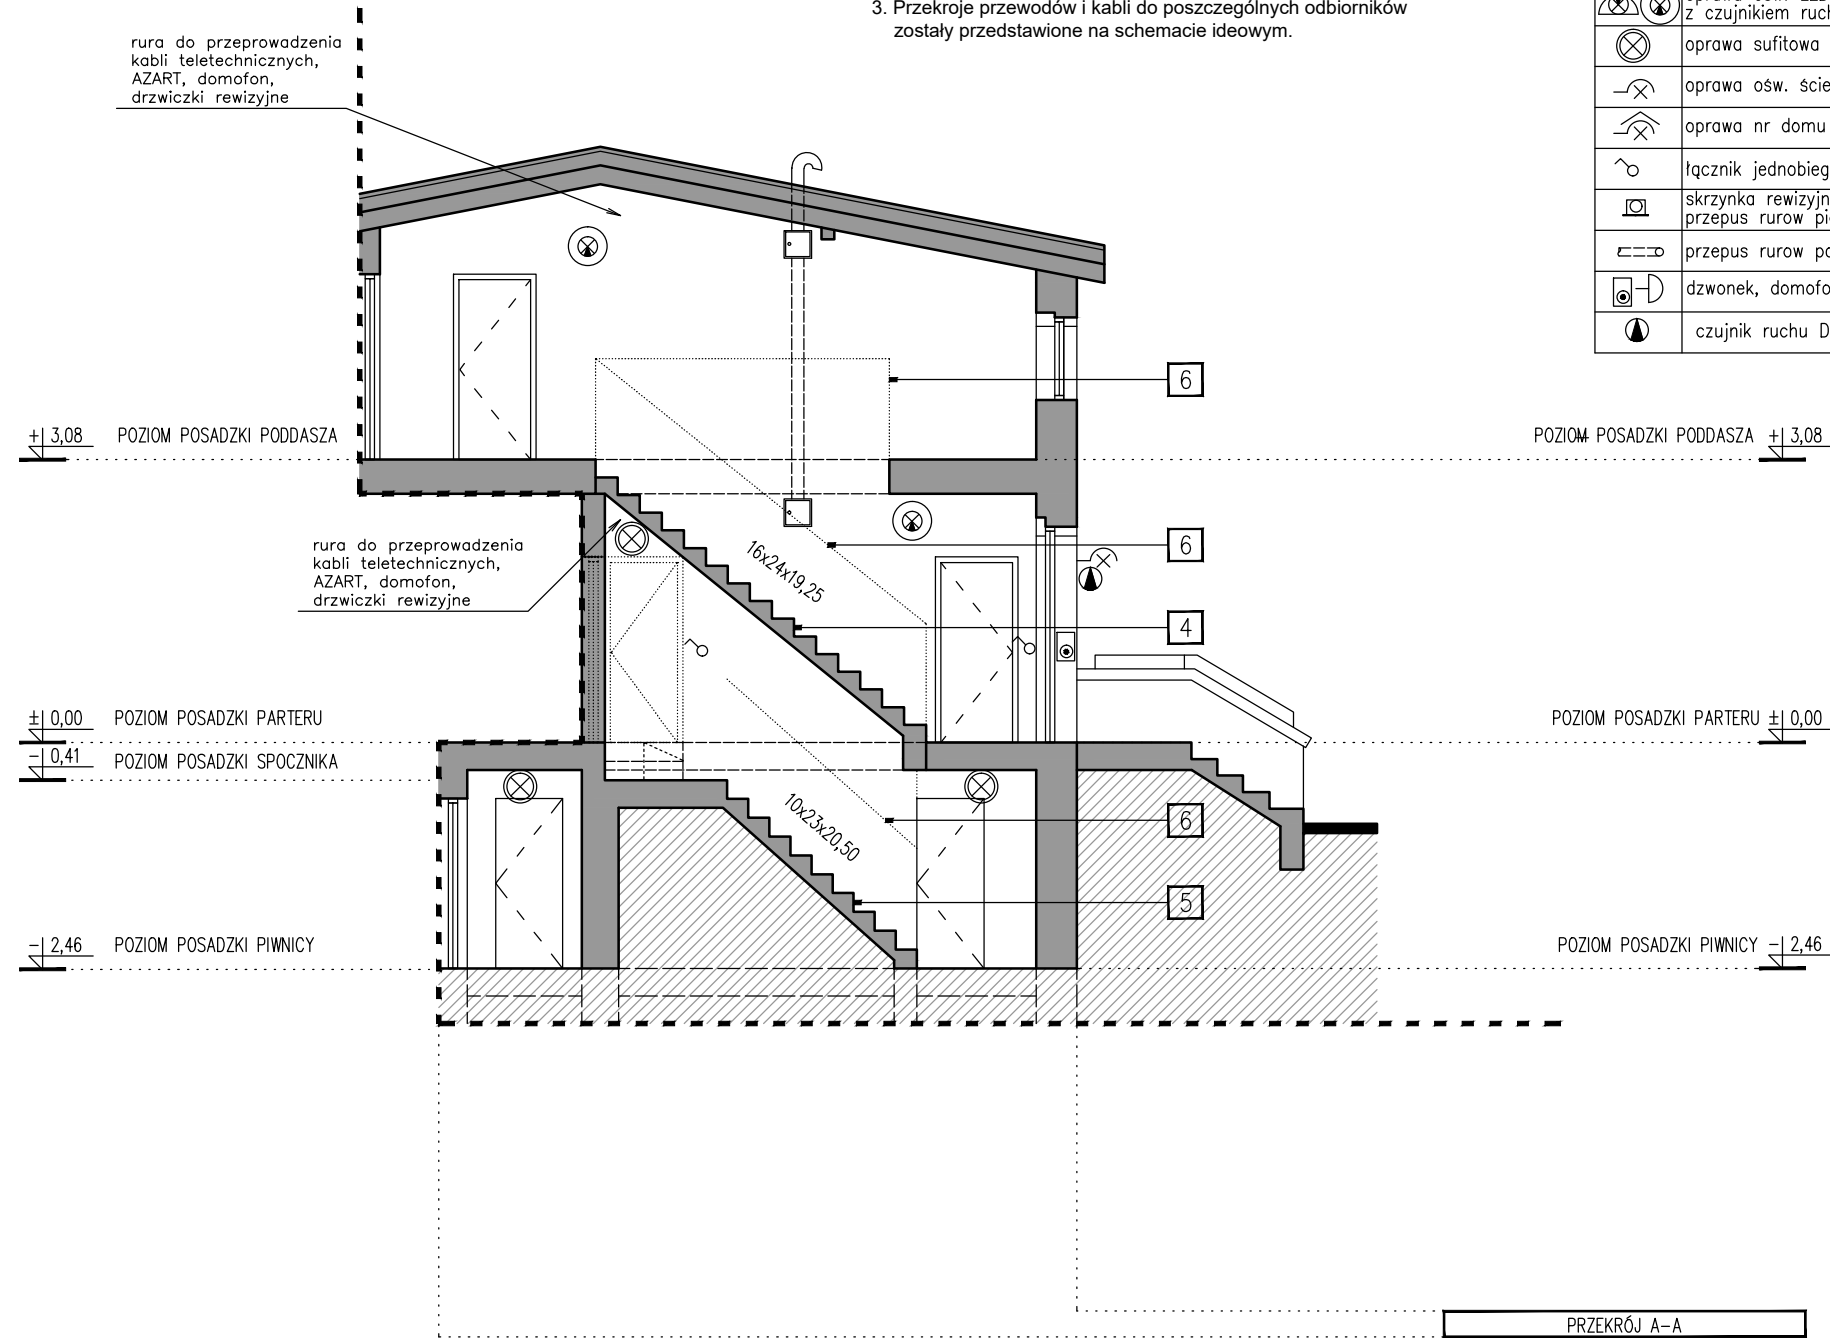 3. Przekroje przewodów i kabli do poszczególnych odbiorników
zostały przedstawione na schemacie ideowym.
z czujnikiem ruch
oprawa sufitowa
oprawa ośw. ście
oprawa nr domu
łącznik jednobieg
skrzynka rewizyjn
przepus rurow pi
przepus rurow po
dzwonek, domofo
czujnik ruchu D
rura do przeprowadzenia
kabli teletechnicznych,
AZART, domofon,
drzwiczki rewizyjne
6
+ 3,08 POZIOM POSADZKI PODDASZA
POZIOM POSADZKI PODDASZA + 3,08
rura do przeprowadzenia
kabli teletechnicznych,
AZART, domofon,
drzwiczki rewizyjne
16x24x19,25
6
4
± 0,00 POZIOM POSADZKI PARTERU
POZIOM POSADZKI PARTERU ± 0,00
− 0,41 POZIOM POSADZKI SPOCZNIKA
10x23x20,50
6
5
− 2,46 POZIOM POSADZKI PIWNICY
POZIOM POSADZKI PIWNICY − 2,46
PRZEKRÓJ A−A